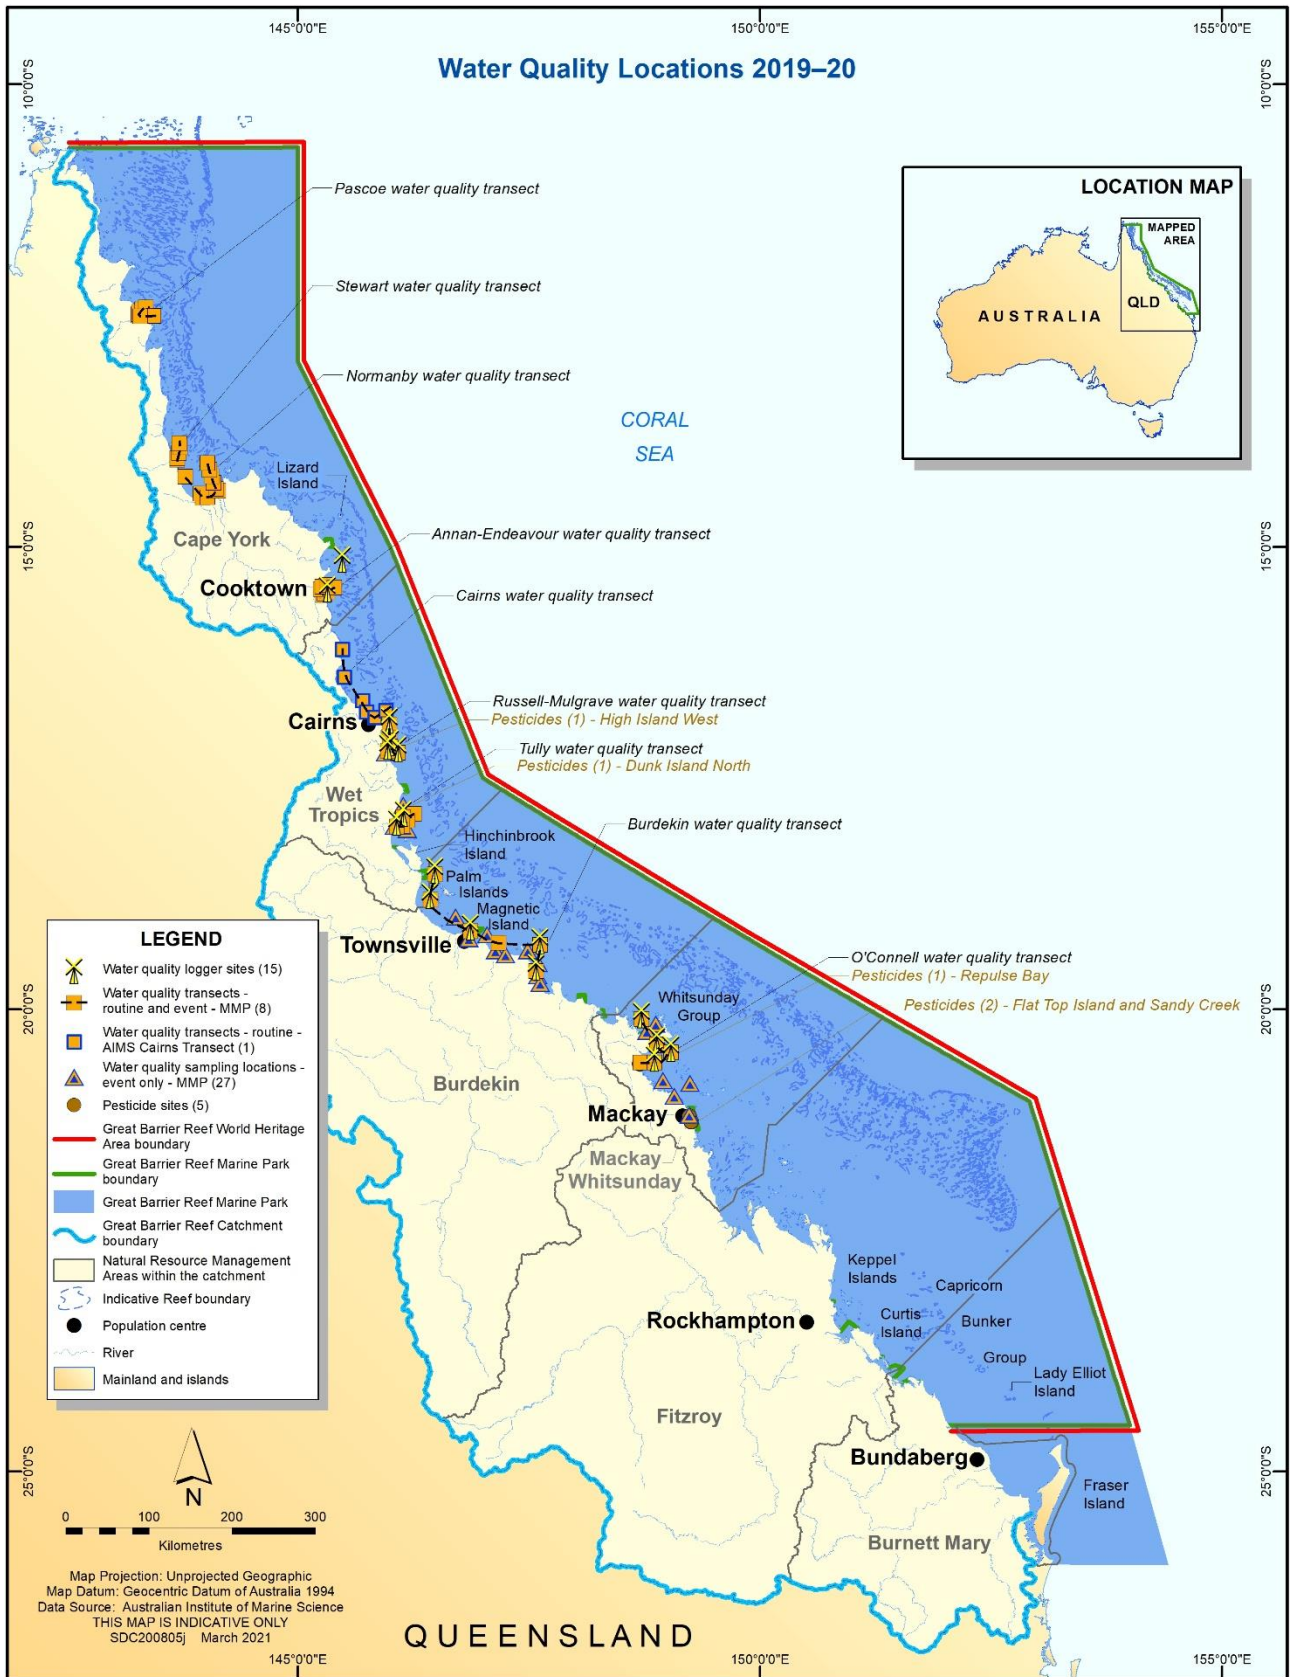 145°0'0"E
150°0'0"E
155°0'0"E
Water Quality Locations 2019–20
10°0'0"S
10°0'0"S
LOCATION MAP
MAPPED
AREA
QLD
AUSTRALIA
Pascoe water quality transect
Stewart water quality transect
Normanby water quality transect
CORAL
SEA
Lizard
Island
Cape York
Annan-Endeavour water quality transect
15°0'0"S
15°0'0"S
Cooktown
Cairns water quality transect
Russell-Mulgrave water quality transect
Pesticides (1) - High Island West
Cairns
Tully water quality transect
Pesticides (1) - Dunk Island North
Wet
Tropics
Burdekin water quality transect
Hinchinbrook
Island
Palm
Islands
Magnetic
Island
Townsville
O'Connell water quality transect
Pesticides (1) - Repulse Bay
Pesticides (2) - Flat Top Island and Sandy Creek
Whitsunday
Group
20°0'0"S
20°0'0"S
Burdekin
Mackay
Mackay
Whitsunday
Keppel
Islands
Capricorn
Curtis
Island
Bunker
Group
Rockhampton
Lady Elliot
Island
Fitzroy
Bundaberg
Fraser
Island
Burnett Mary
25°0'0"S
25°0'0"S
LEGEND
Water quality logger sites (15)
Water quality transects -
routine and event - MMP (8)
Water quality transects - routine -
AIMS Cairns Transect (1)
Water quality sampling locations -
event only - MMP (27)
Pesticide sites (5)
Great Barrier Reef World Heritage
Area boundary
Great Barrier Reef Marine Park
boundary
Great Barrier Reef Marine Park
Great Barrier Reef Catchment
boundary
Natural Resource Management
Areas within the catchment
Indicative Reef boundary
Population centre
River
Mainland and islands
N
0 100 200 300
Kilometres
Map Projection: Unprojected Geographic
Map Datum: Geocentric Datum of Australia 1994
Data Source: Australian Institute of Marine Science
THIS MAP IS INDICATIVE ONLY
SDC200805j March 2021
QUEENSLAND
145°0'0"E
150°0'0"E
155°0'0"E